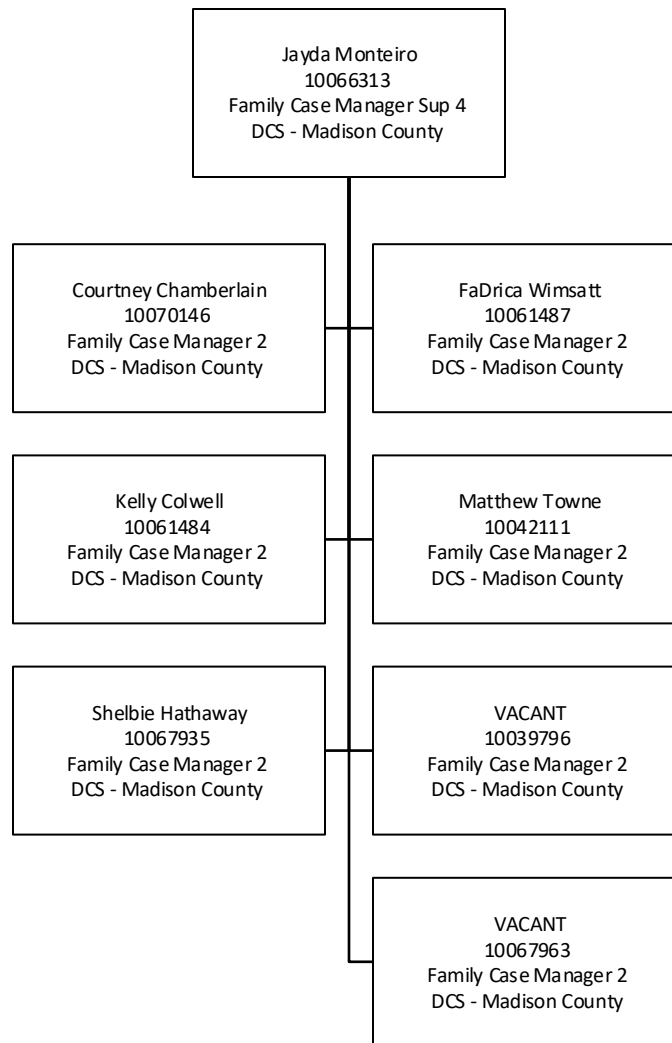 Jayda Monteiro
10066313
Family Case Manager Sup 4
DCS - Madison County
Courtney Chamberlain
10070146
Family Case Manager 2
DCS - Madison County
FaDrica Wimsatt
10061487
Family Case Manager 2
DCS - Madison County
Kelly Colwell
10061484
Family Case Manager 2
DCS - Madison County
Matthew Towne
10042111
Family Case Manager 2
DCS - Madison County
Shelbie Hathaway
10067935
Family Case Manager 2
DCS - Madison County
VACANT
10039796
Family Case Manager 2
DCS - Madison County
VACANT
10067963
Family Case Manager 2
DCS - Madison County